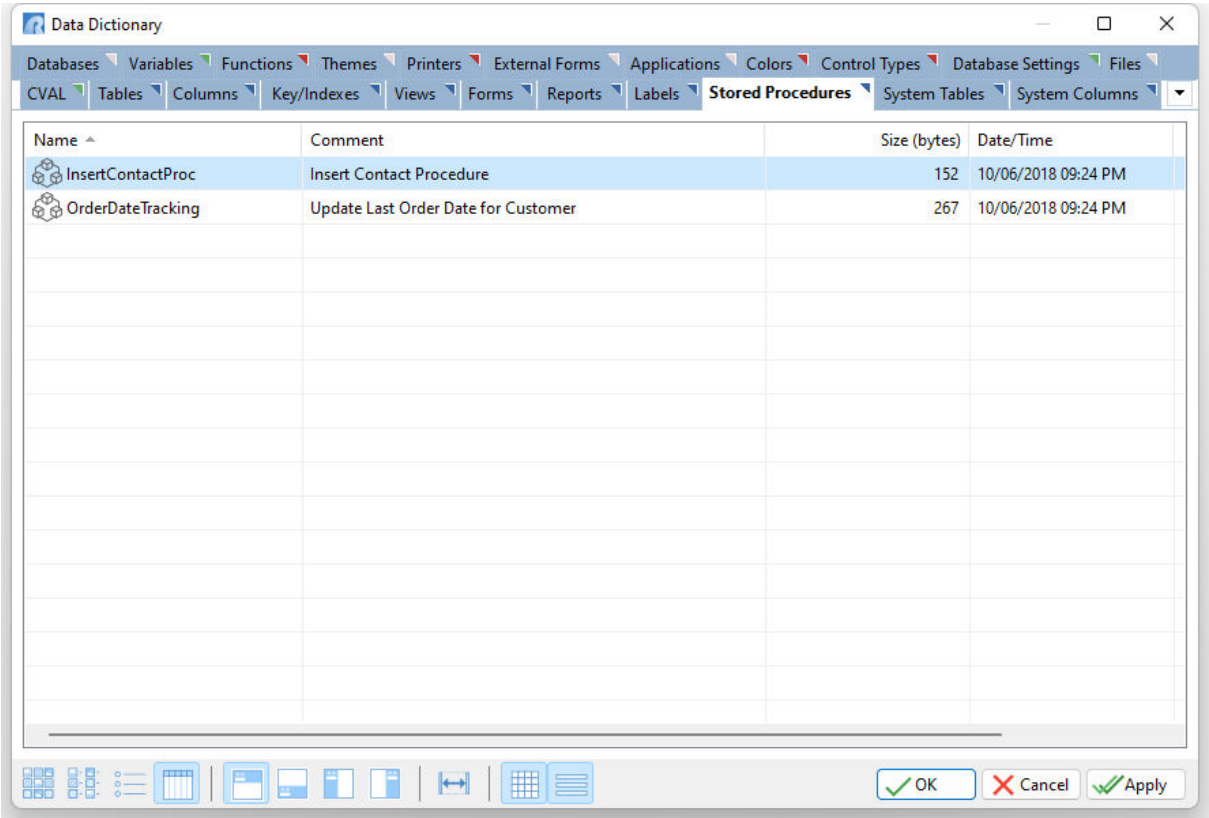 Data Dictionary
Databases Variables Functions Themes Printers External Forms Applications Colors Control Types Database Settings Files
CVAL Tables Columns Key/Indexes Views Forms Reports Labels Stored Procedures System Tables System Columns
Name Comment Size (bytes) Date/Time
InsertContactProc Insert Contact Procedure 152 10/06/2018 09:24 PM
OrderDateTracking Update Last Order Date for Customer 267 10/06/2018 09:24 PM
OK Cancel Apply